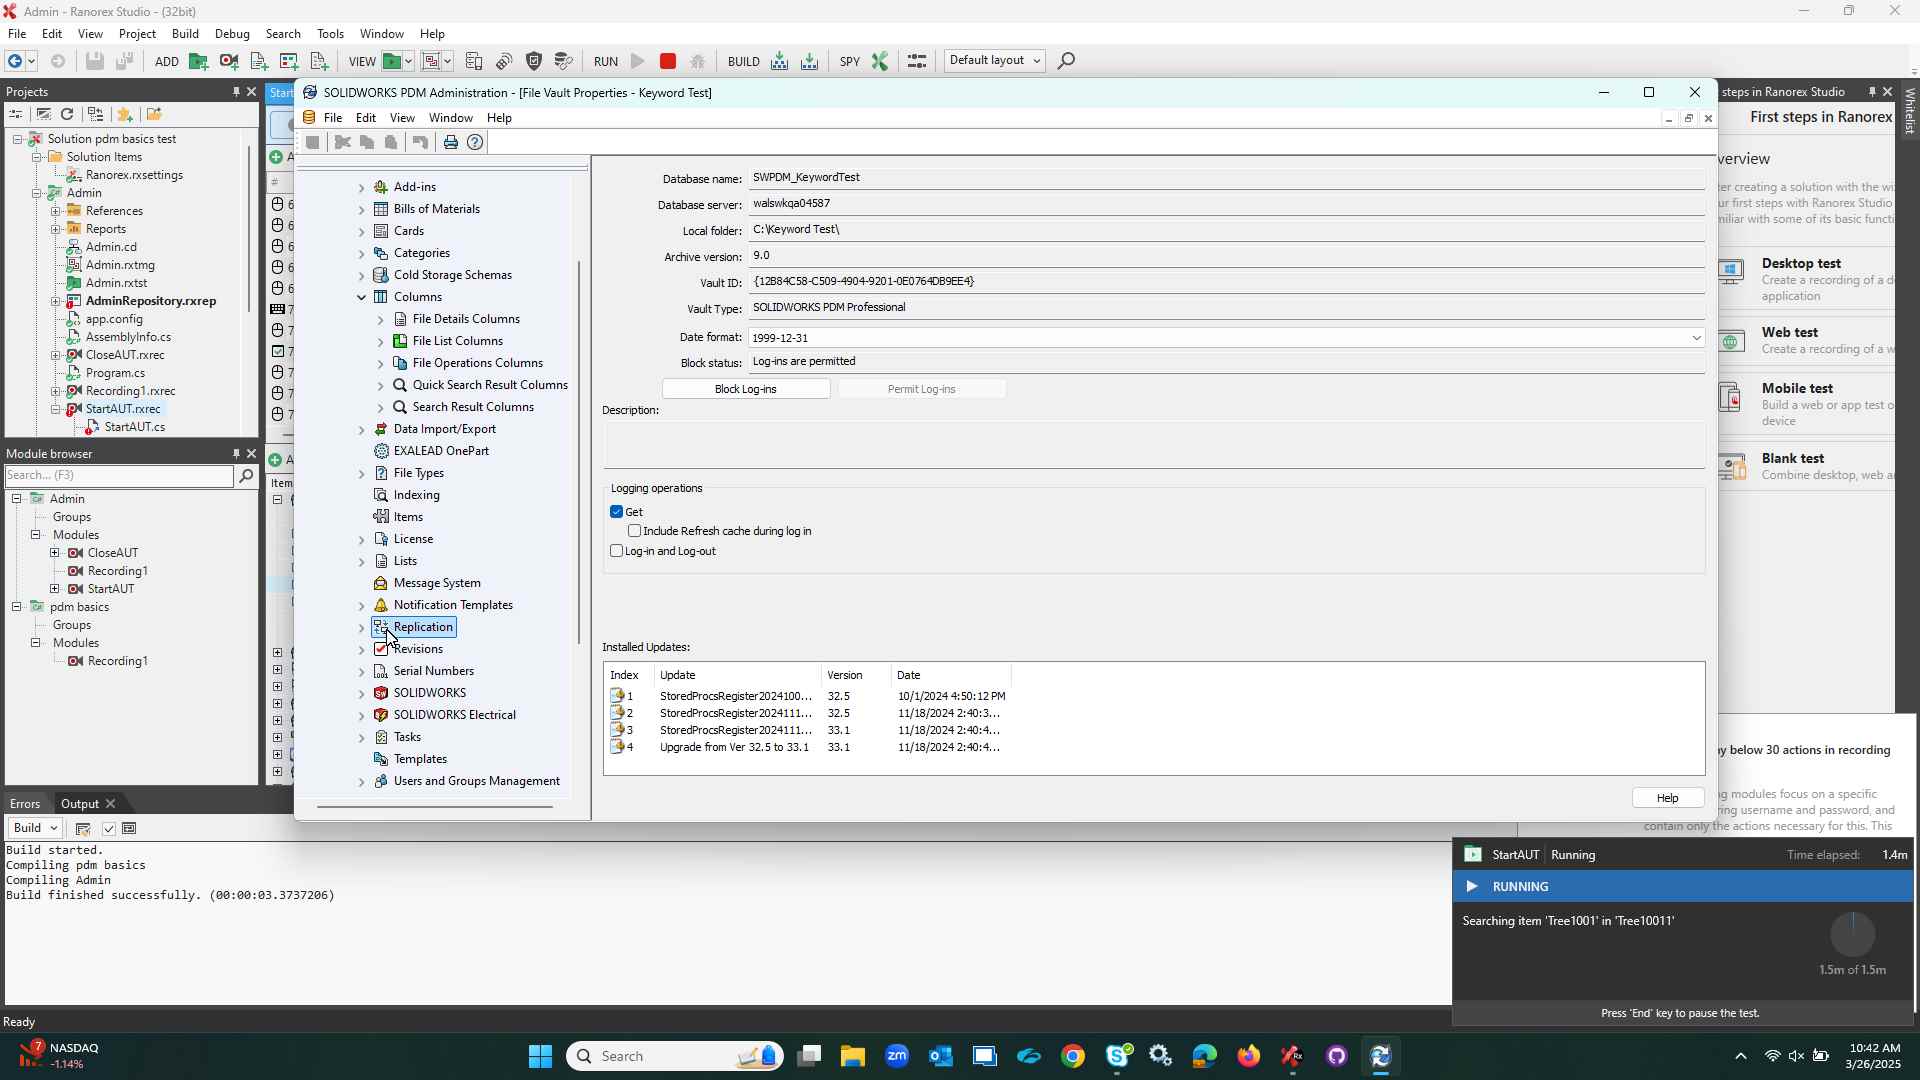 Admin - Ranorex Studio - (32bit)
File Edit View Project Build Debug Search Tools Window Help
ADD VIEW RUN BUILD SPY Default layout
Projects
Solution pdm basics test
Solution Items
Ranorex.rxsettings
Admin
References
Reports
Admin.cd
Admin.rxtmg
Admin.rxtst
AdminRepository.rxrep
app.config
AssemblyInfo.cs
CloseAUT.rxrec
Program.cs
Recording1.rxrec
StartAUT.rxrec
StartAUT.cs
Module browser
Search... (F3)
Admin
Groups
Modules
CloseAUT
Recording1
StartAUT
pdm basics
Groups
Modules
Recording1
Start
#
Item
SOLIDWORKS PDM Administration - [File Vault Properties - Keyword Test]
File Edit View Window Help
Add-ins
Bills of Materials
Cards
Categories
Cold Storage Schemas
Columns
File Details Columns
File List Columns
File Operations Columns
Quick Search Result Columns
Search Result Columns
Data Import/Export
EXALEAD OnePart
File Types
Indexing
Items
License
Lists
Message System
Notification Templates
Replication
Revisions
Serial Numbers
SOLIDWORKS
SOLIDWORKS Electrical
Tasks
Templates
Users and Groups Management
Database name: SWPDM_KeywordTest
Database server: walswkqa04587
Local folder: C:\Keyword Test\
Archive version: 9.0
Vault ID: {12B84C58-C509-4904-9201-0E0764DB9EE4}
Vault Type: SOLIDWORKS PDM Professional
Date format: 1999-12-31
Block status: Log-ins are permitted
Block Log-ins Permit Log-ins
Description:
Logging operations
Get
Include Refresh cache during log in
Log-in and Log-out
Installed Updates:
Index Update Version Date
1 StoredProcsRegister2024100... 32.5 10/1/2024 4:50:12 PM
2 StoredProcsRegister2024111... 32.5 11/18/2024 2:40:3...
3 StoredProcsRegister2024111... 33.1 11/18/2024 2:40:4...
4 Upgrade from Ver 32.5 to 33.1 33.1 11/18/2024 2:40:4...
Help
steps in Ranorex Studio
Whitelist
First steps in Ranorex
verview
ter creating a solution with the wi
ur first steps with Ranorex Studio
miliar with some of its basic functi
Desktop test
Create a recording of a de
application
Web test
Create a recording of a w
Mobile test
Build a web or app test o
device
Blank test
Combine desktop, web a
ay below 30 actions in recording
g modules focus on a specific
ring username and password, and
contain only the actions necessary for this. This
Errors Output
Build
Build started.
Compiling pdm basics
Compiling Admin
Build finished successfully. (00:00:03.3737206)
StartAUT Running Time elapsed: 1.4m
RUNNING
Searching item 'Tree1001' in 'Tree10011'
1.5m of 1.5m
Press 'End' key to pause the test.
Ready
7
NASDAQ
-1.14%
Search
zm
10:42 AM
3/26/2025